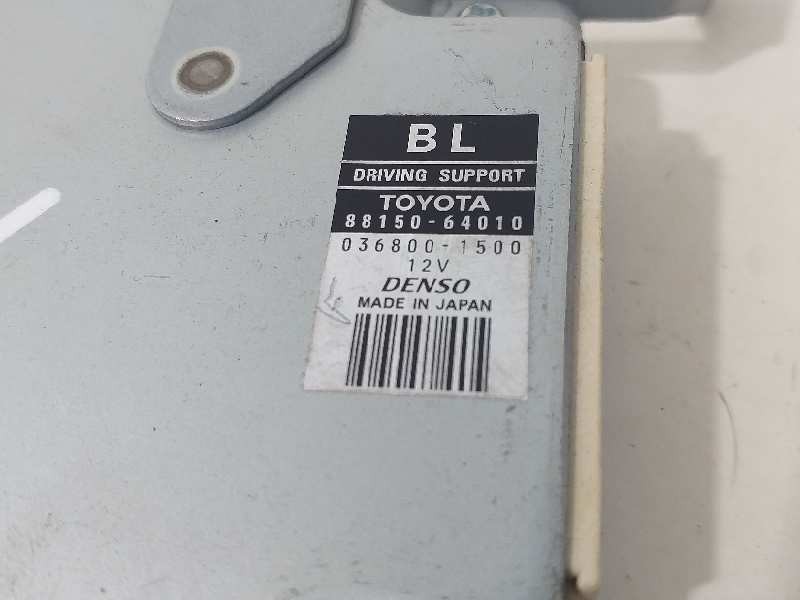 BL
DRIVING SUPPORT
TOYOTA
88150-64010
036800-1500
12V
DENSO
MADE IN JAPAN